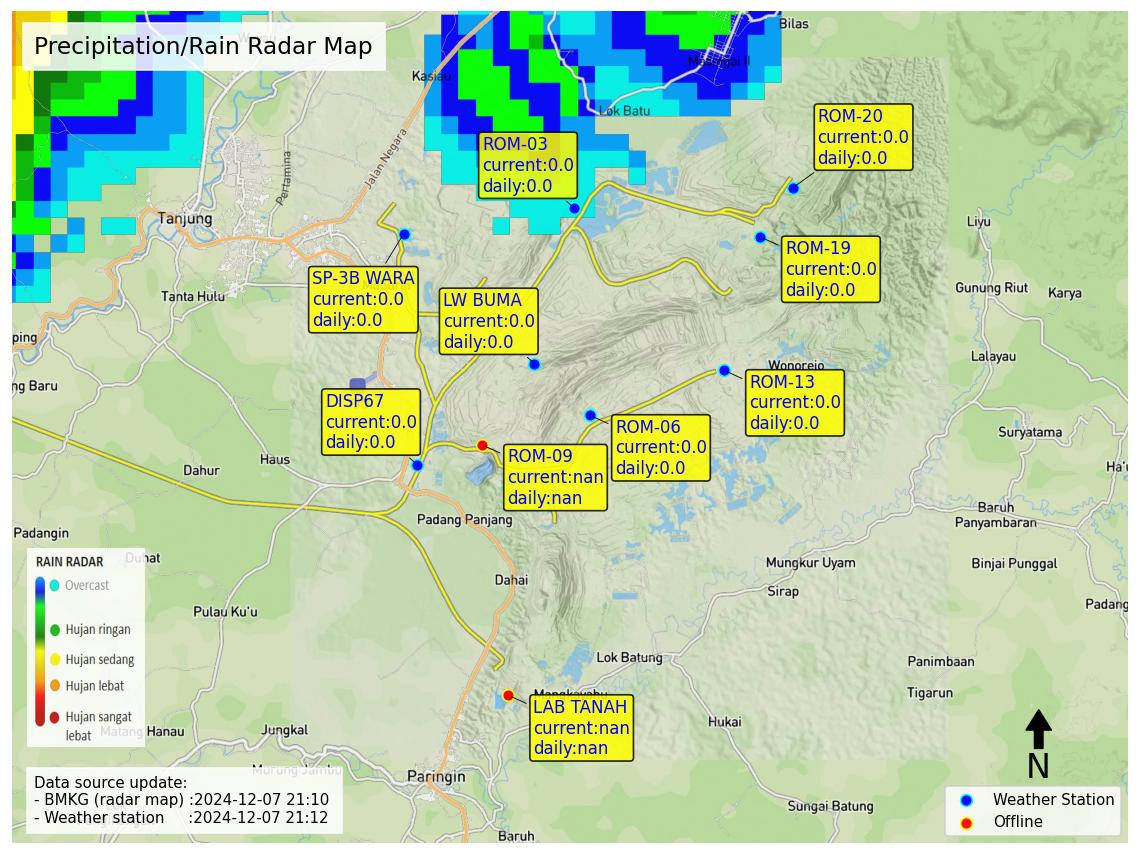 Precipitation/Rain Radar Map
Bilas
Kasiau
Lok Batu
Jalan Negara
Pertamina
Tanjung
Tanta Hulu
ROM-03
current:0.0
daily:0.0
ROM-20
current:0.0
daily:0.0
ROM-19
current:0.0
daily:0.0
SP-3B WARA
current:0.0
daily:0.0
LW BUMA
current:0.0
daily:0.0
Liyu
Gunung Riut
Karya
Lalayau
Wonorejo
ROM-13
current:0.0
daily:0.0
DISP67
current:0.0
daily:0.0
ROM-06
current:0.0
daily:0.0
ROM-09
current:nan
daily:nan
ping
ng Baru
Dahur
Haus
Suryatama
Ha'u
Baruh
Panyambaran
Padang Panjang
Padangin
Duhat
Dahai
Mungkur Uyam
Binjai Punggal
Sirap
Padang
Pulau Ku'u
RAIN RADAR
Overcast
Hujan ringan
Hujan sedang
Hujan lebat
Hujan sangat
lebat
Lok Batung
Panimbaan
Tigarun
LAB TANAH
current:nan
daily:nan
Hukai
Manau
Jungkal
Paringin
Sungai Batung
Baruh
Data source update:
- BMKG (radar map) :2024-12-07 21:10
- Weather station :2024-12-07 21:12
N
Weather Station
Offline